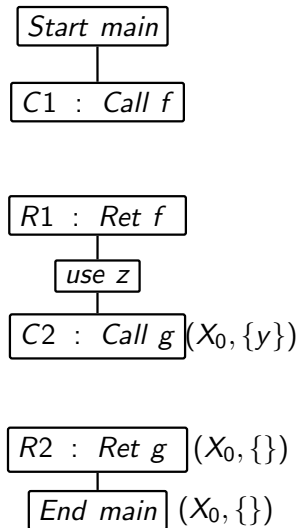 Start main
C1 : Call f
R1 : Ret f
use z
C2 : Call g (X₀, {y})
R2 : Ret g (X₀, {})
End main (X₀, {})